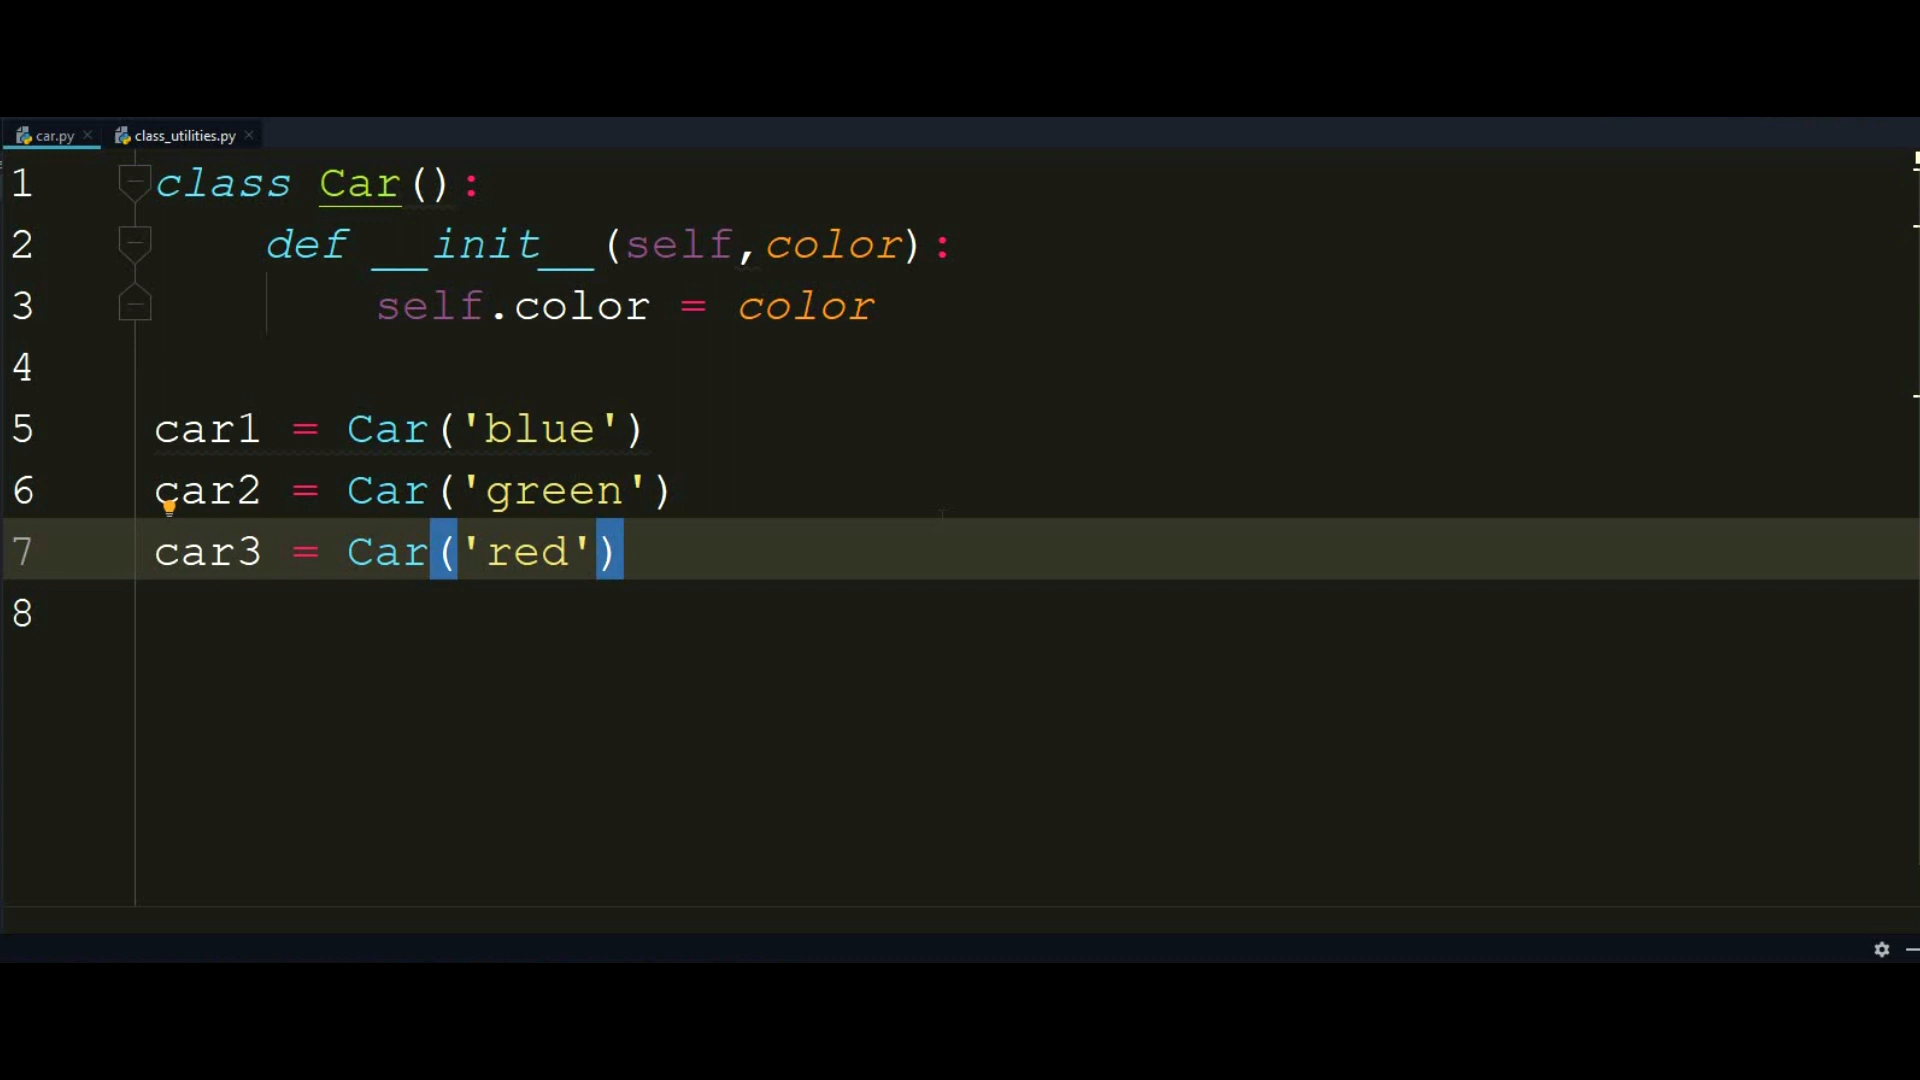 car.py class_utilities.py
1 class Car():
2 def __init__(self,color):
3 self.color = color
4
5 car1 = Car('blue')
6 car2 = Car('green')
7 car3 = Car('red')
8